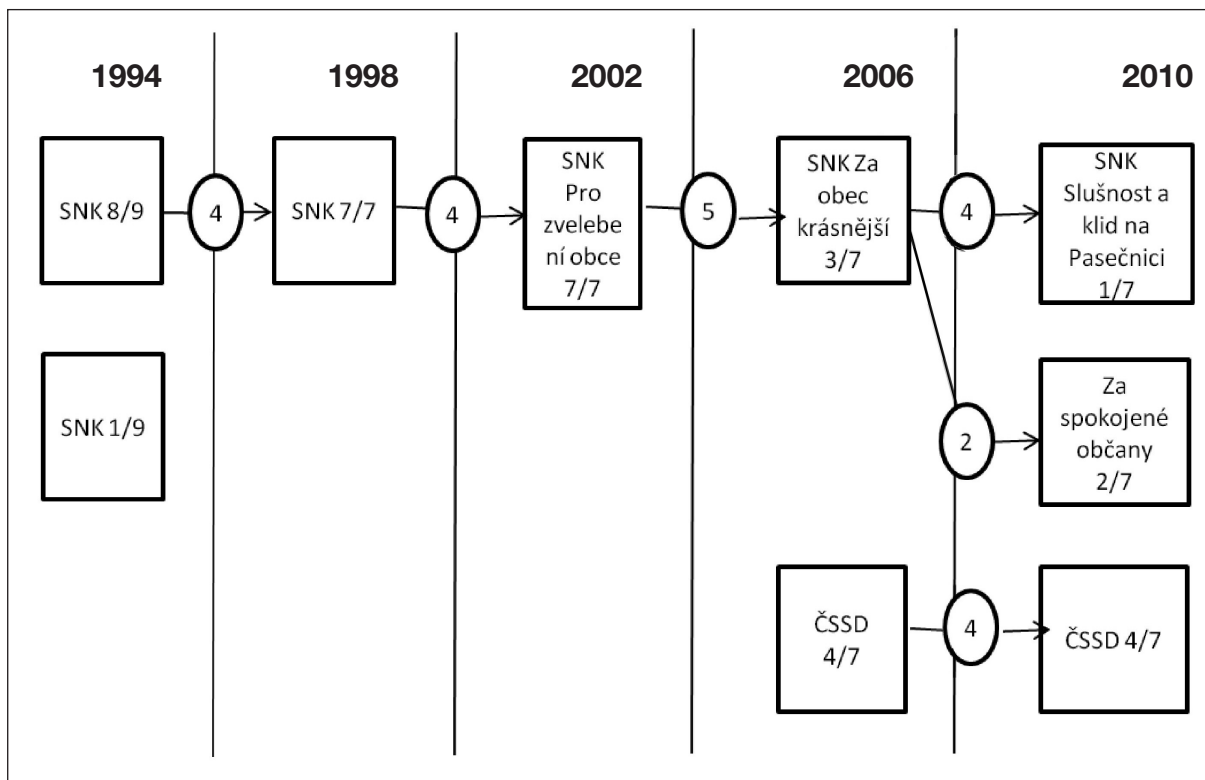 1994
1998
2002
2006
2010
SNK 8/9
4
SNK 7/7
4
SNK
Pro
zvelebe
ní obce
7/7
5
SNK Za
obec
krásnější
3/7
4
SNK
Slušnost a
klid na
Pasečnici
1/7
SNK 1/9
2
Za
spokojené
občany
2/7
ČSSD
4/7
4
ČSSD 4/7